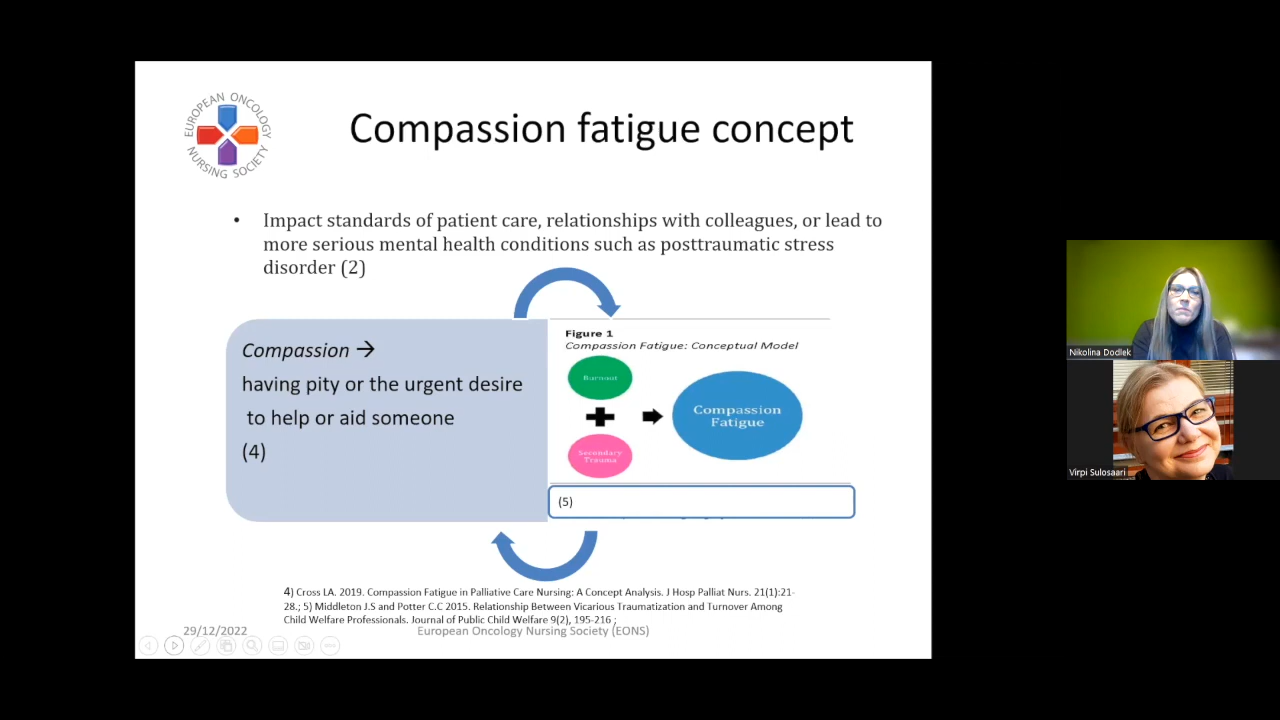 EUROPEAN ONCOLOGY
NURSING SOCIETY
Compassion fatigue concept
• Impact standards of patient care, relationships with colleagues, or lead to
more serious mental health conditions such as posttraumatic stress
disorder (2)
Compassion →
having pity or the urgent desire
to help or aid someone
(4)
Figure 1
Compassion Fatigue: Conceptual Model
Burnout
Secondary
Trauma
Compassion
Fatigue
(5)
4) Cross LA. 2019. Compassion Fatigue in Palliative Care Nursing: A Concept Analysis. J Hosp Palliat Nurs. 21(1):21-
28.; 5) Middleton J.S and Potter C.C 2015. Relationship Between Vicarious Traumatization and Turnover Among
Child Welfare Professionals. Journal of Public Child Welfare 9(2), 195-216 ;
29/12/2022
European Oncology Nursing Society (EONS)
Nikolina Dodlek
Virpi Sulosaari